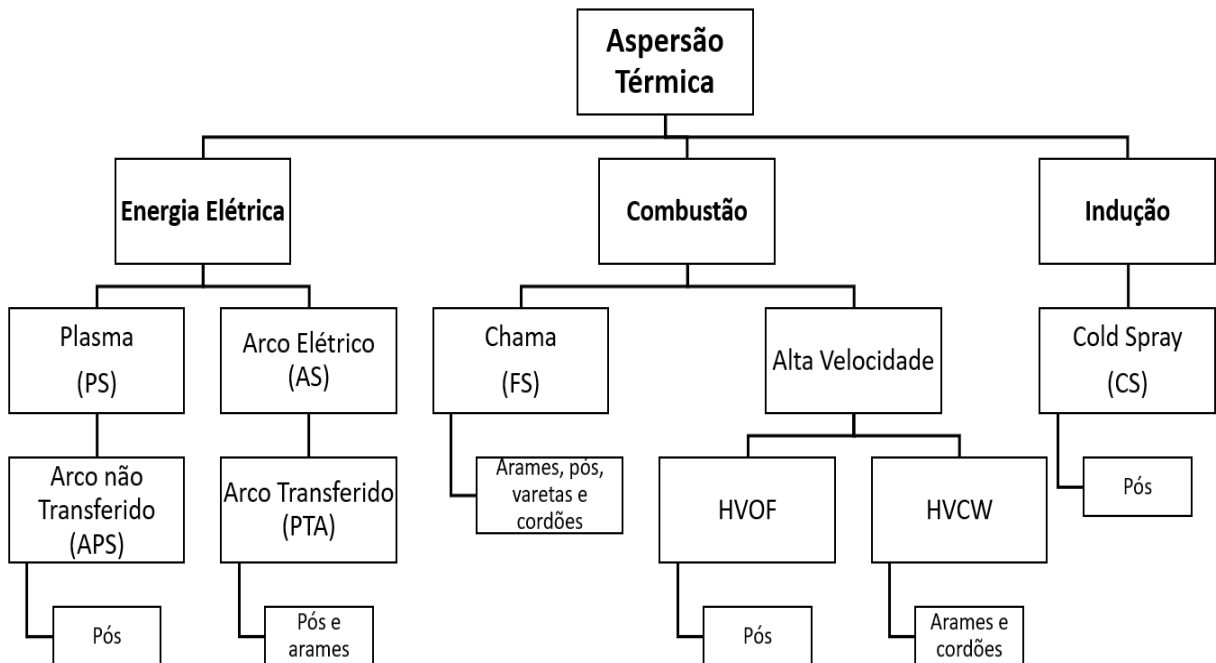 Aspersão
Térmica
Energia Elétrica
Combustão
Indução
Plasma
(PS)
Arco Elétrico
(AS)
Chama
(FS)
Alta Velocidade
Cold Spray
(CS)
Arco não
Transferido
(APS)
Arco Transferido
(PTA)
Arames, pós,
varetas e
cordões
HVOF
HVCW
Pós
Pós
Pós e
arames
Pós
Arames e
cordões